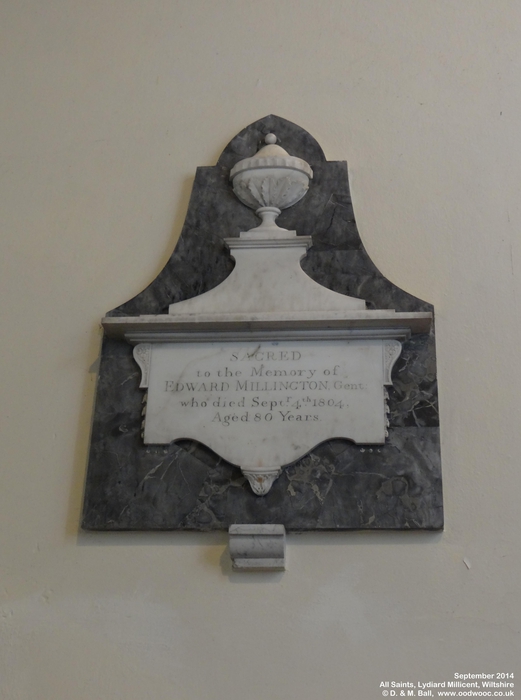 SACRED
to the Memory of
EDWARD MILLINGTON, Gent.
who died Septr. 4th 1804.
Aged 80 Years.
September 2014
All Saints, Lydiard Millicent, Wiltshire
© D. & M. Ball, www.oodwooc.co.uk